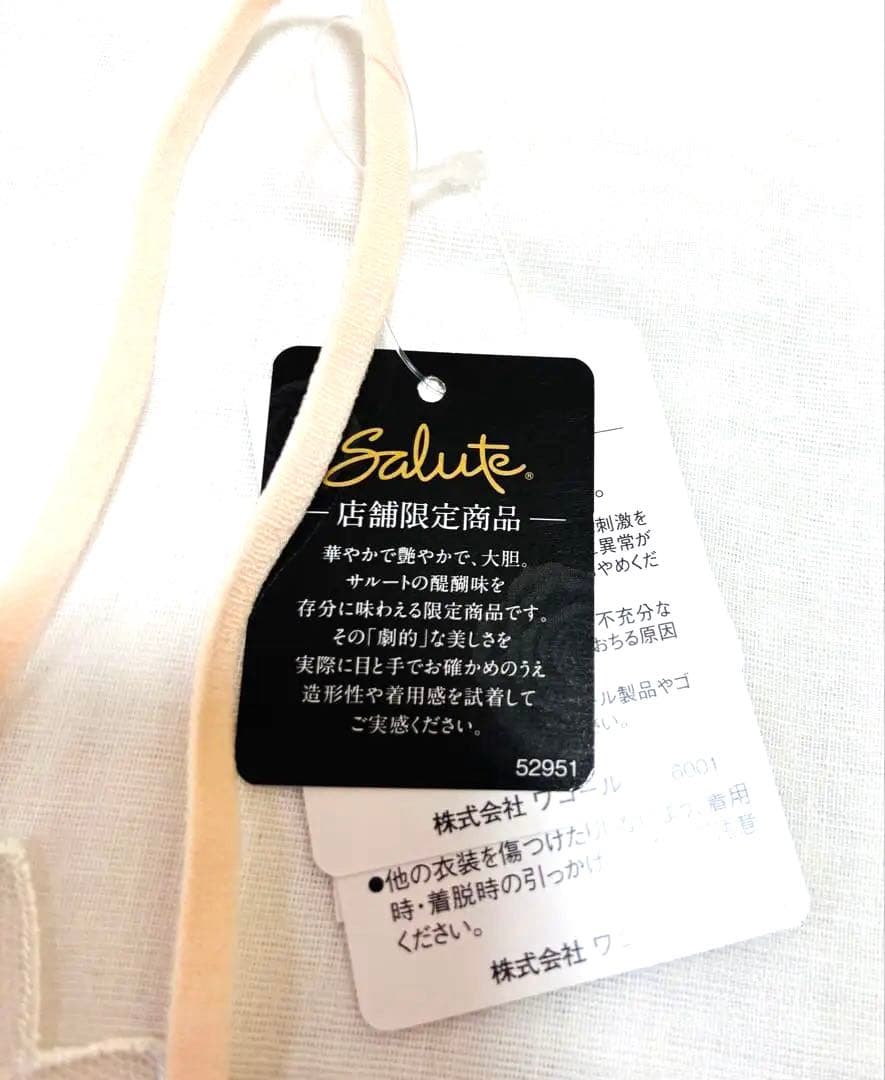 Salute®
店舗限定商品
華やかで艶やかで、大胆。
サルートの醍醐味を
存分に味わえる限定商品です。
その「劇的」な美しさを
実際に目と手でお確かめのうえ
造形性や着用感を試着して
ご実感ください。
52951
。
刺激を
異常が
やめくだ
不充分な
おちる原因
ル製品やゴ
い。
株式会社 ワコール 6001
●他の衣装を傷つけたり 着用
時・着脱時の引っかけ 注意
ください。
株式会社 ワ